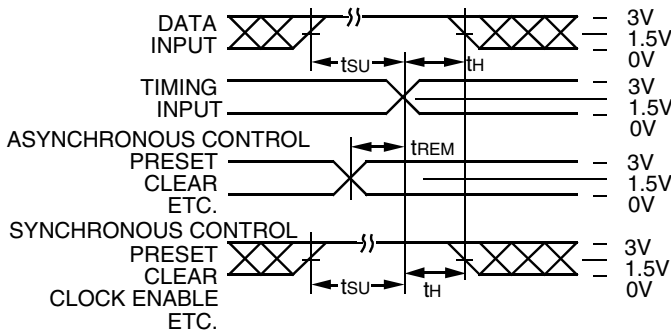 DATA
INPUT
3V
1.5V
0V
tSU
tH
TIMING
INPUT
3V
1.5V
0V
ASYNCHRONOUS CONTROL
PRESET
CLEAR
ETC.
tREM
3V
1.5V
0V
SYNCHRONOUS CONTROL
PRESET
CLEAR
CLOCK ENABLE
ETC.
tSU
tH
3V
1.5V
0V